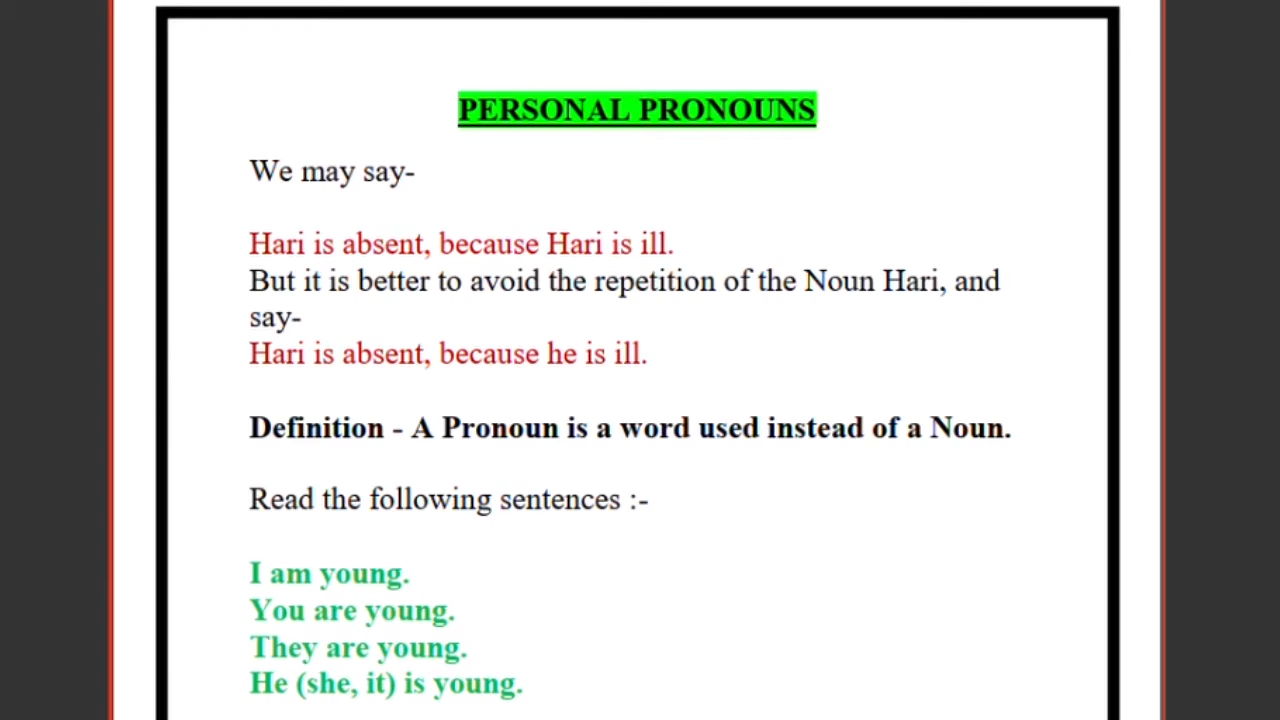 PERSONAL PRONOUNS
We may say-
Hari is absent, because Hari is ill.
But it is better to avoid the repetition of the Noun Hari, and
say-
Hari is absent, because he is ill.
Definition - A Pronoun is a word used instead of a Noun.
Read the following sentences :-
I am young.
You are young.
They are young.
He (she, it) is young.